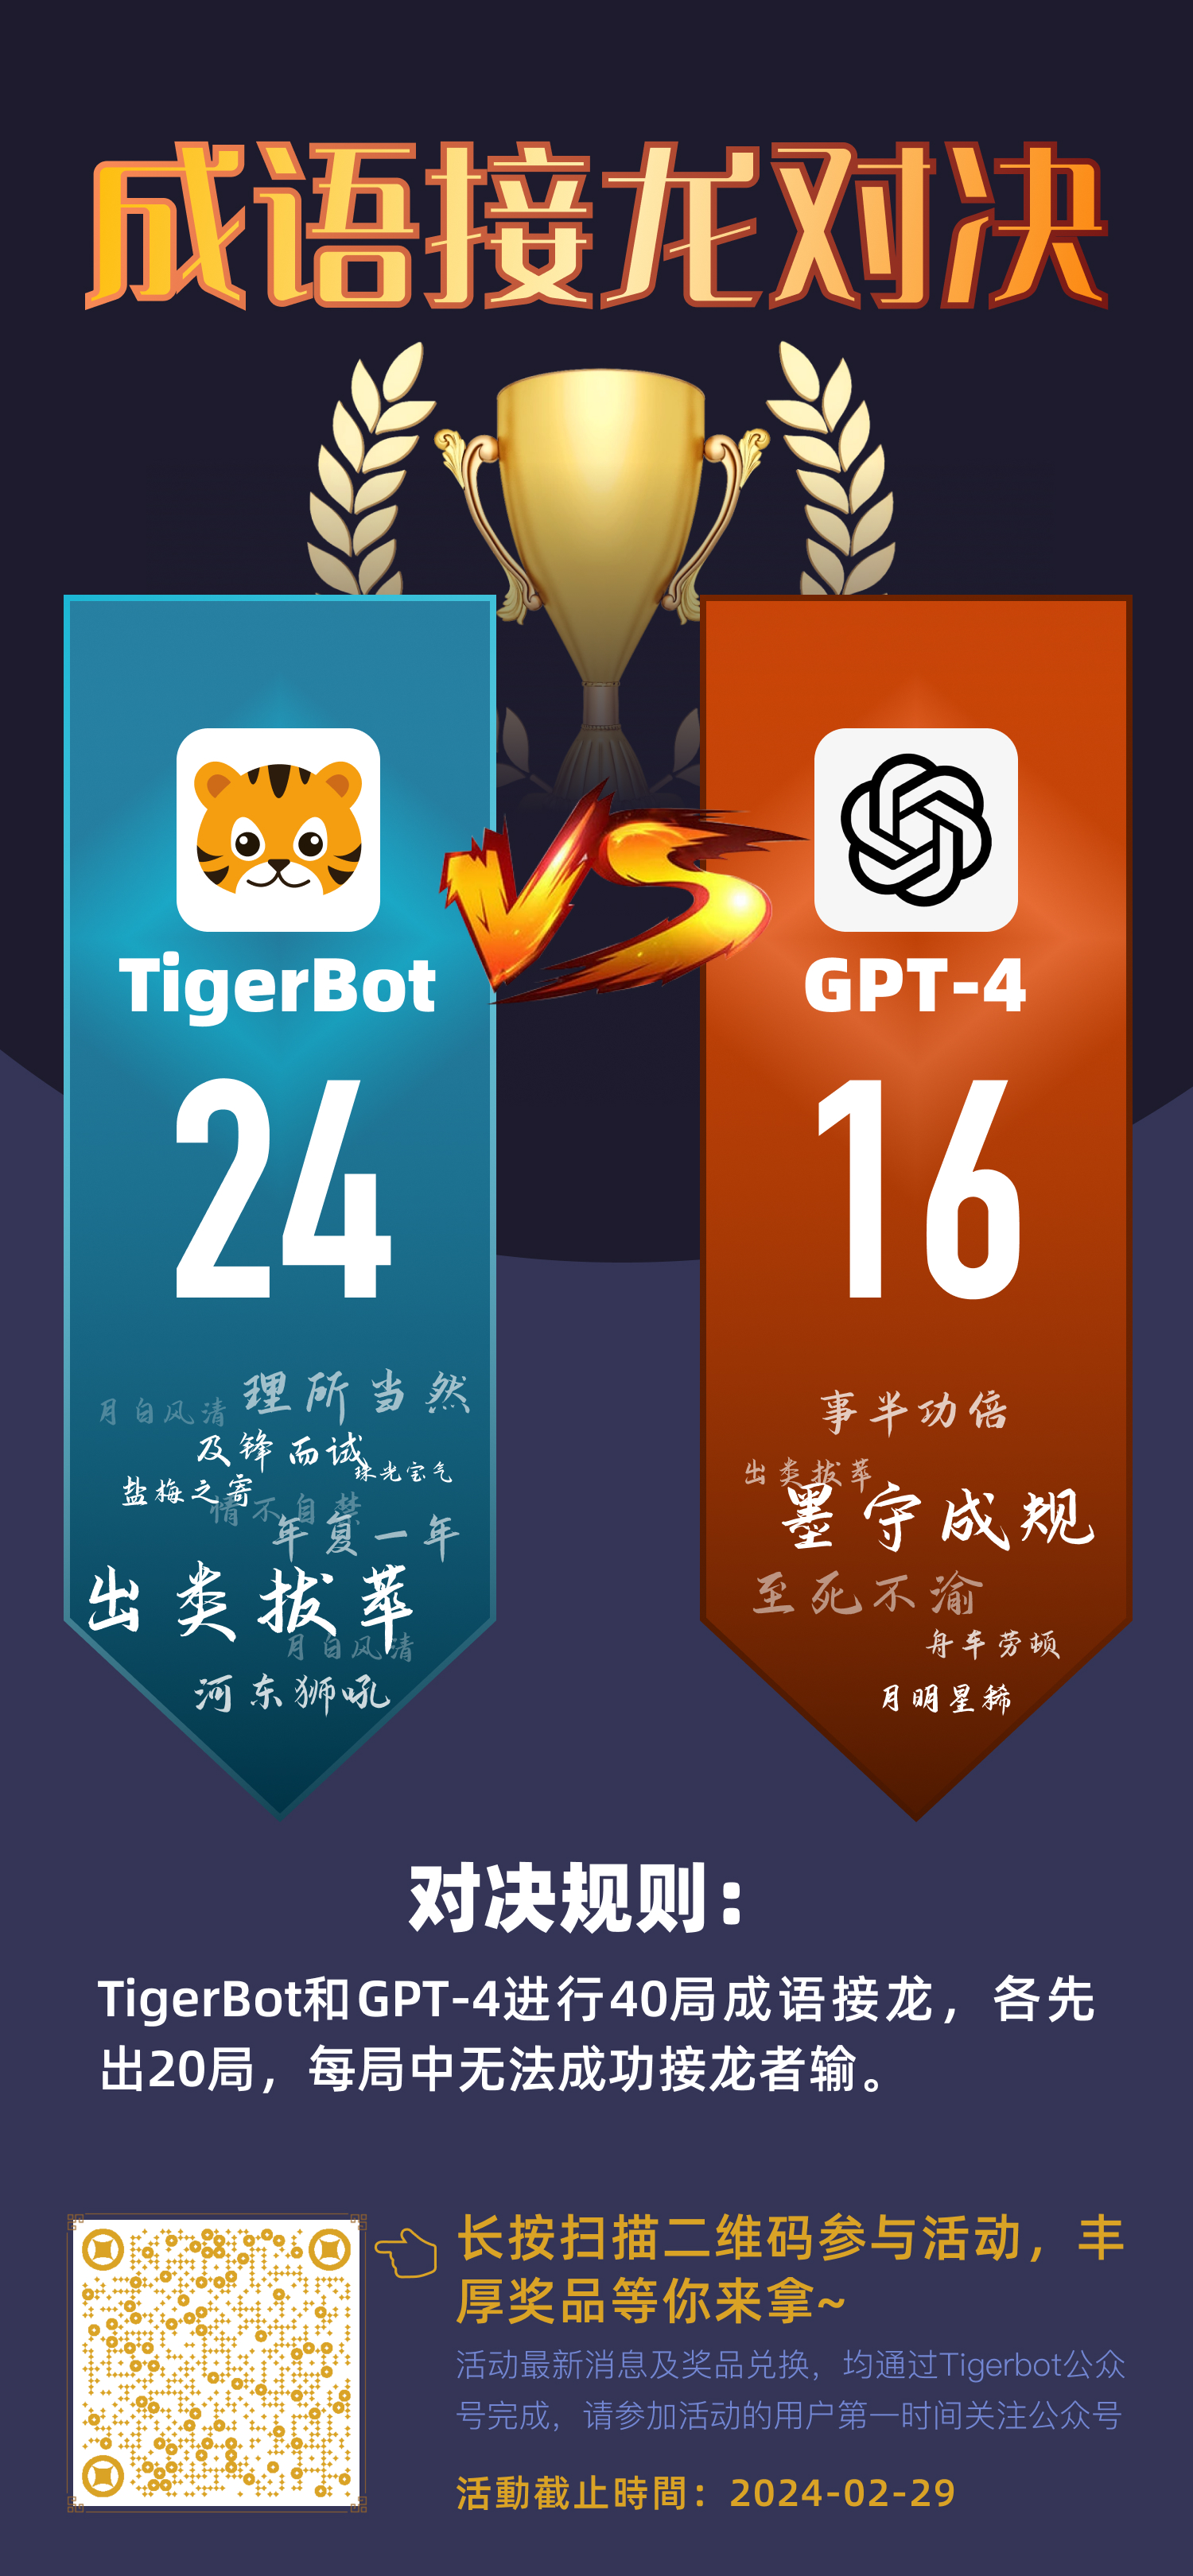 成语接龙对决
VS
TigerBot
24
月白风清
理所当然
及锋而试
珠光宝气
盐梅之寄
情不自禁
年复一年
出类拔萃
月白风清
河东狮吼
GPT-4
16
事半功倍
出类拔萃
墨守成规
至死不渝
舟车劳顿
月明星稀
对决规则：
TigerBot和GPT-4进行40局成语接龙，各先
出20局，每局中无法成功接龙者输。
长按扫描二维码参与活动，丰
厚奖品等你来拿~
活动最新消息及奖品兑换，均通过Tigerbot公众
号完成，请参加活动的用户第一时间关注公众号
活動截止時間：2024-02-29